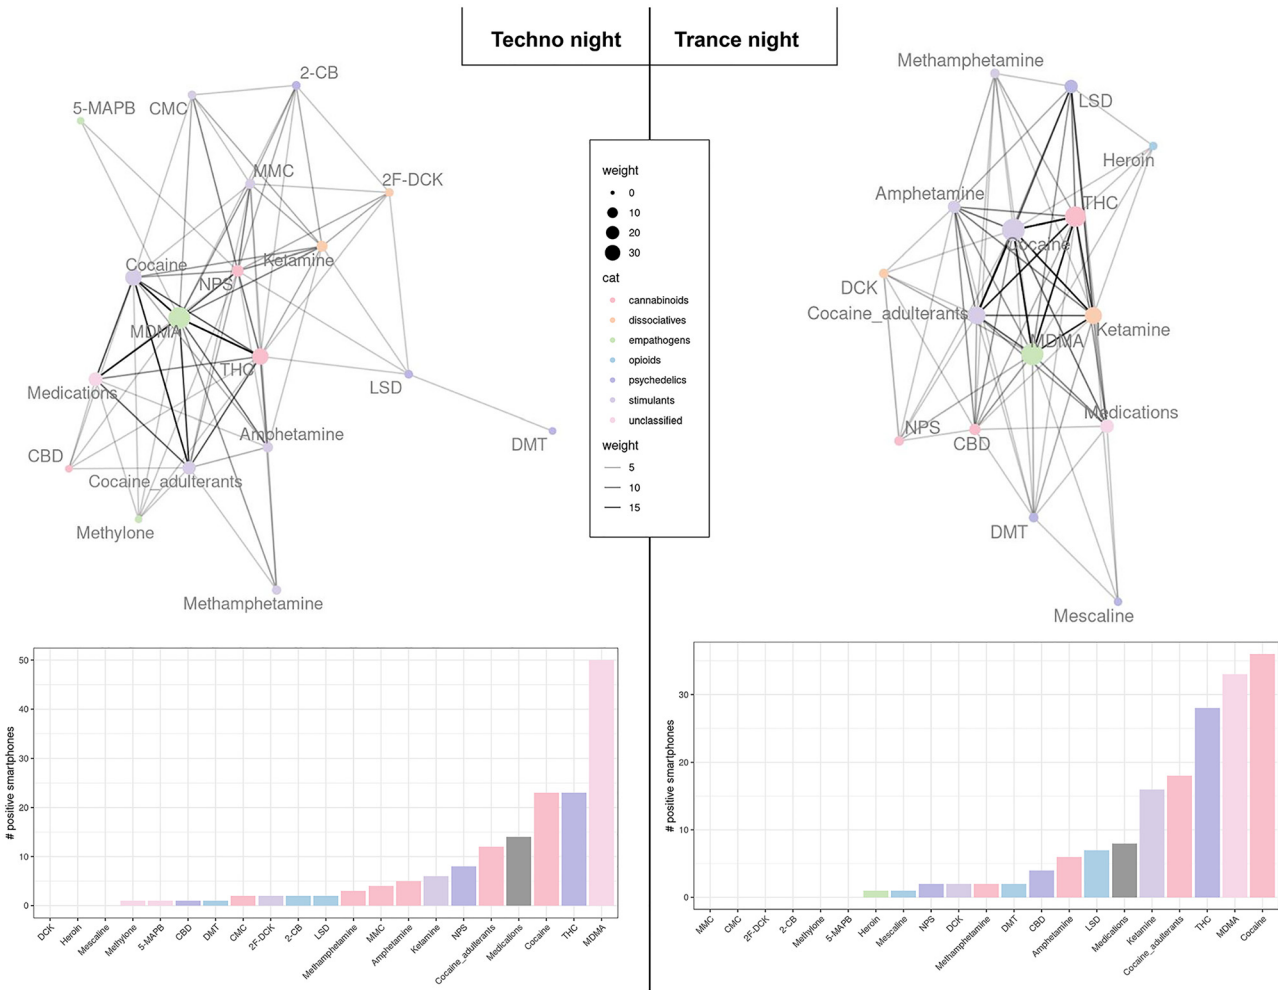 Techno night
Trance night
2-CB
CMC
5-MAPB
MMC
2F-DCK
Ketamine
Cocaine
NPS
MDMA
THC
Medications
LSD
DMT
Amphetamine
CBD
Cocaine_adulterants
Methylone
Methamphetamine
weight
0
10
20
30
cat
cannabinoids
dissociatives
empathogens
opioids
psychedelics
stimulants
unclassified
weight
5
10
15
Methamphetamine
LSD
Heroin
Amphetamine
THC
Cocaine
DCK
Cocaine_adulterants
Ketamine
MDMA
Medications
NPS
CBD
DMT
Mescaline
# positive smartphones
50
40
30
20
10
0
DCK
Heroin
Mescaline
Methylone
5-MAPB
CBD
DMT
CMC
2F-DCK
2-CB
LSD
Methamphetamine
MMC
Amphetamine
Ketamine
NPS
Cocaine_adulterants
Medications
Cocaine
THC
MDMA
# positive smartphones
30
20
10
0
MMC
CMC
2F-DCK
2-CB
Methylone
5-MAPB
Heroin
Mescaline
NPS
DCK
Methamphetamine
DMT
CBD
Amphetamine
LSD
Medications
Ketamine
Cocaine_adulterants
THC
MDMA
Cocaine